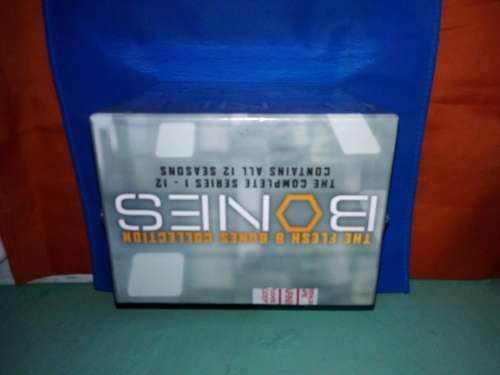 THE FLESH & BONES COLLECTION
BONES
THE COMPLETE SERIES 1 - 12
CONTAINS ALL 12 SEASONS